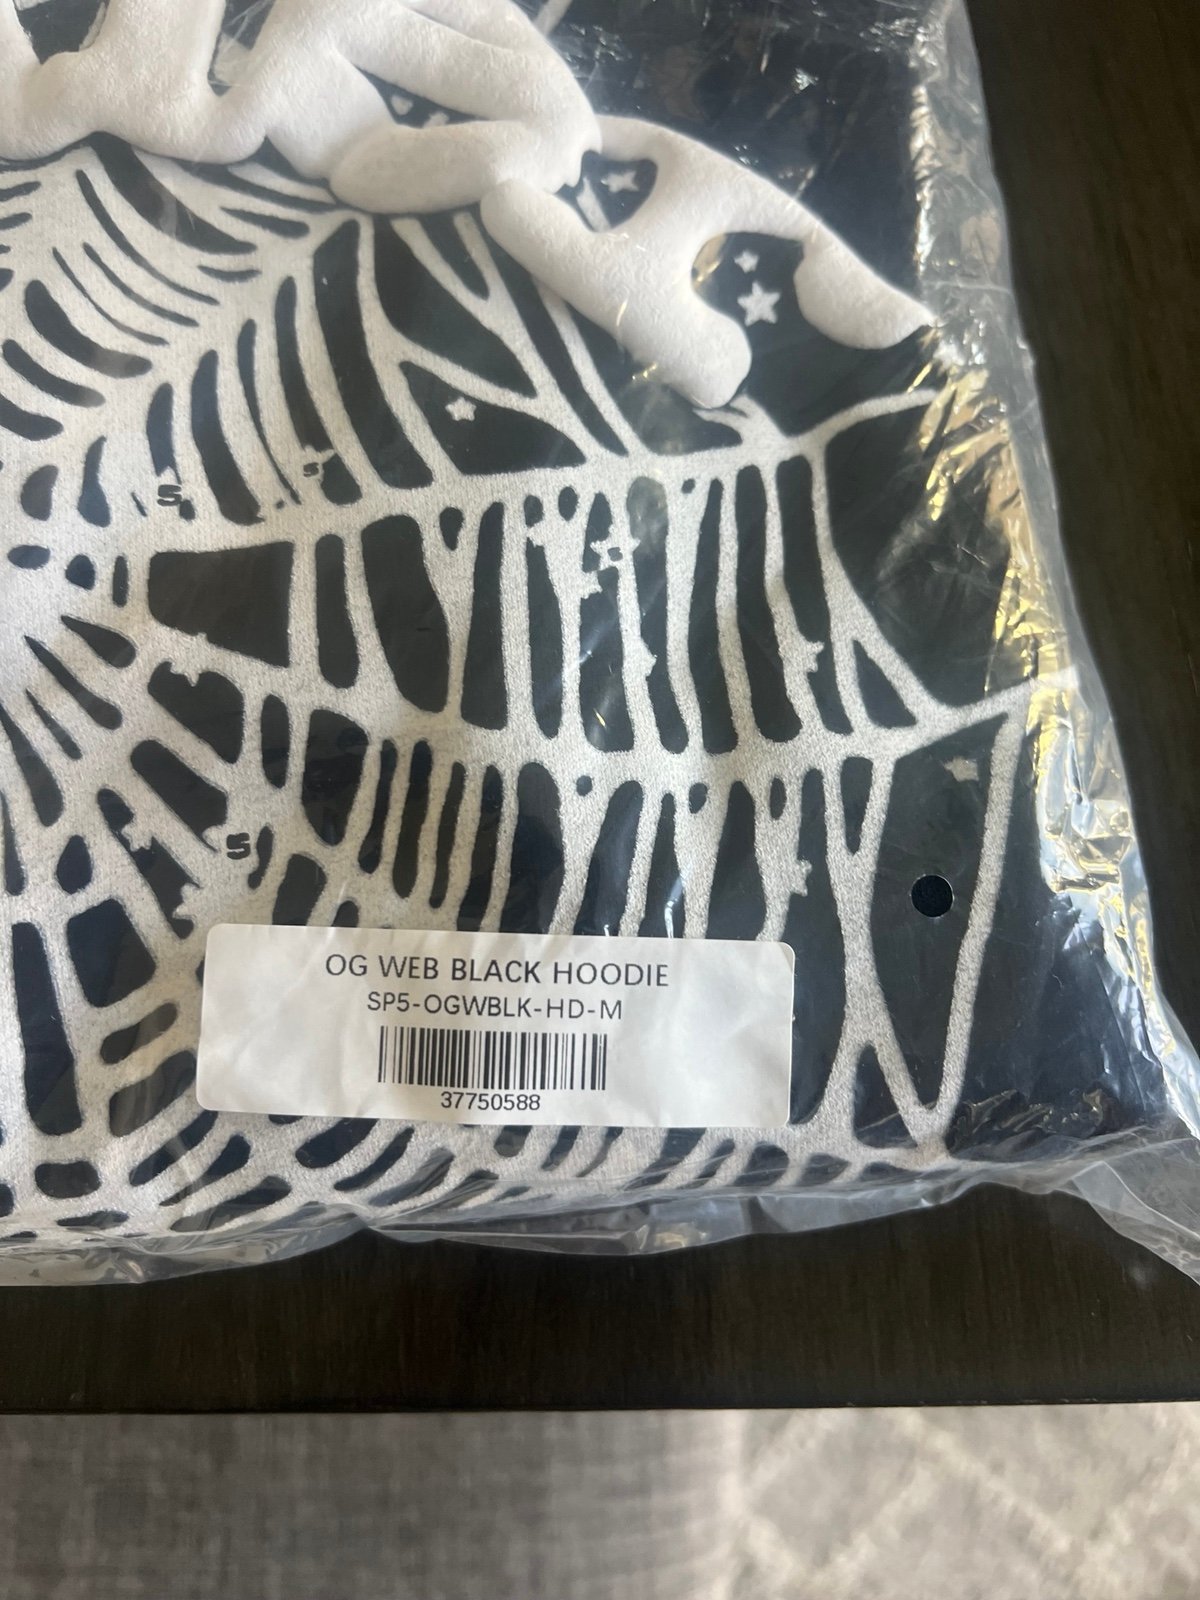 OG WEB BLACK HOODIE
SP5-OGWBLK-HD-M
37750588